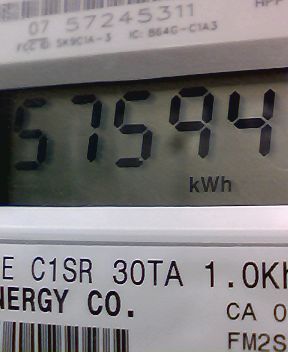 07 57245311
FCC ID: SK9C1A-3 IC: 864G-C1A3
57594
kWh
E C1SR 30TA 1.0Kh
NERGY CO.
CA 0
FM2S